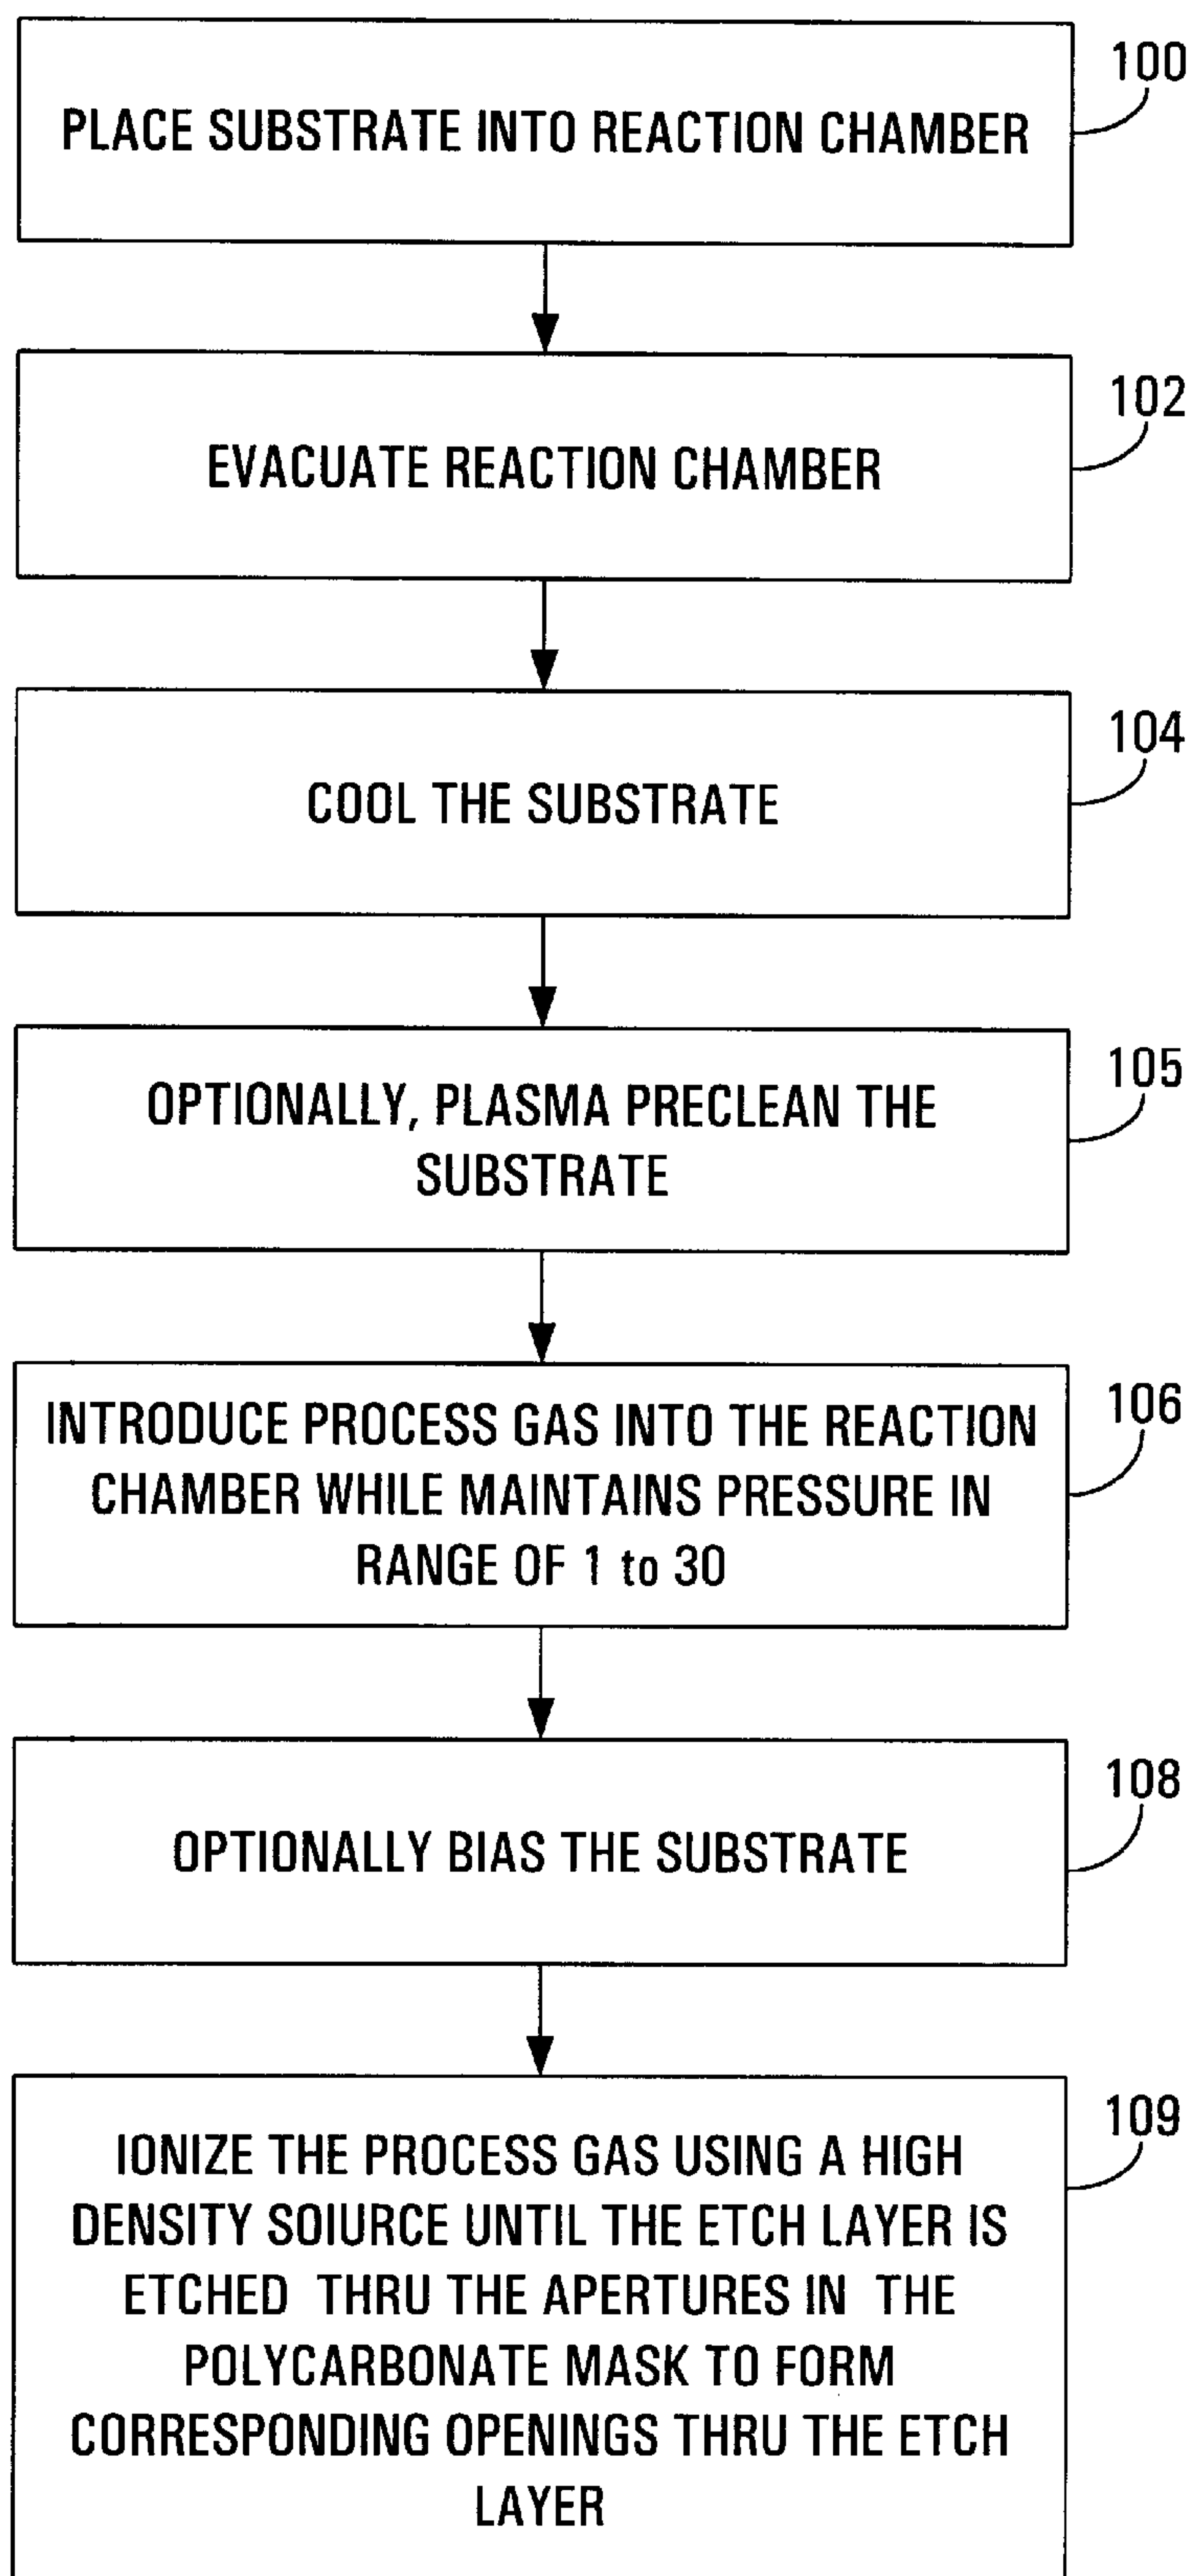 100
PLACE SUBSTRATE INTO REACTION CHAMBER
102
EVACUATE REACTION CHAMBER
104
COOL THE SUBSTRATE
105
OPTIONALLY, PLASMA PRECLEAN THE
SUBSTRATE
106
INTRODUCE PROCESS GAS INTO THE REACTION
CHAMBER WHILE MAINTAINS PRESSURE IN
RANGE OF 1 to 30
108
OPTIONALLY BIAS THE SUBSTRATE
109
IONIZE THE PROCESS GAS USING A HIGH
DENSITY SOIURCE UNTIL THE ETCH LAYER IS
ETCHED THRU THE APERTURES IN THE
POLYCARBONATE MASK TO FORM
CORRESPONDING OPENINGS THRU THE ETCH
LAYER